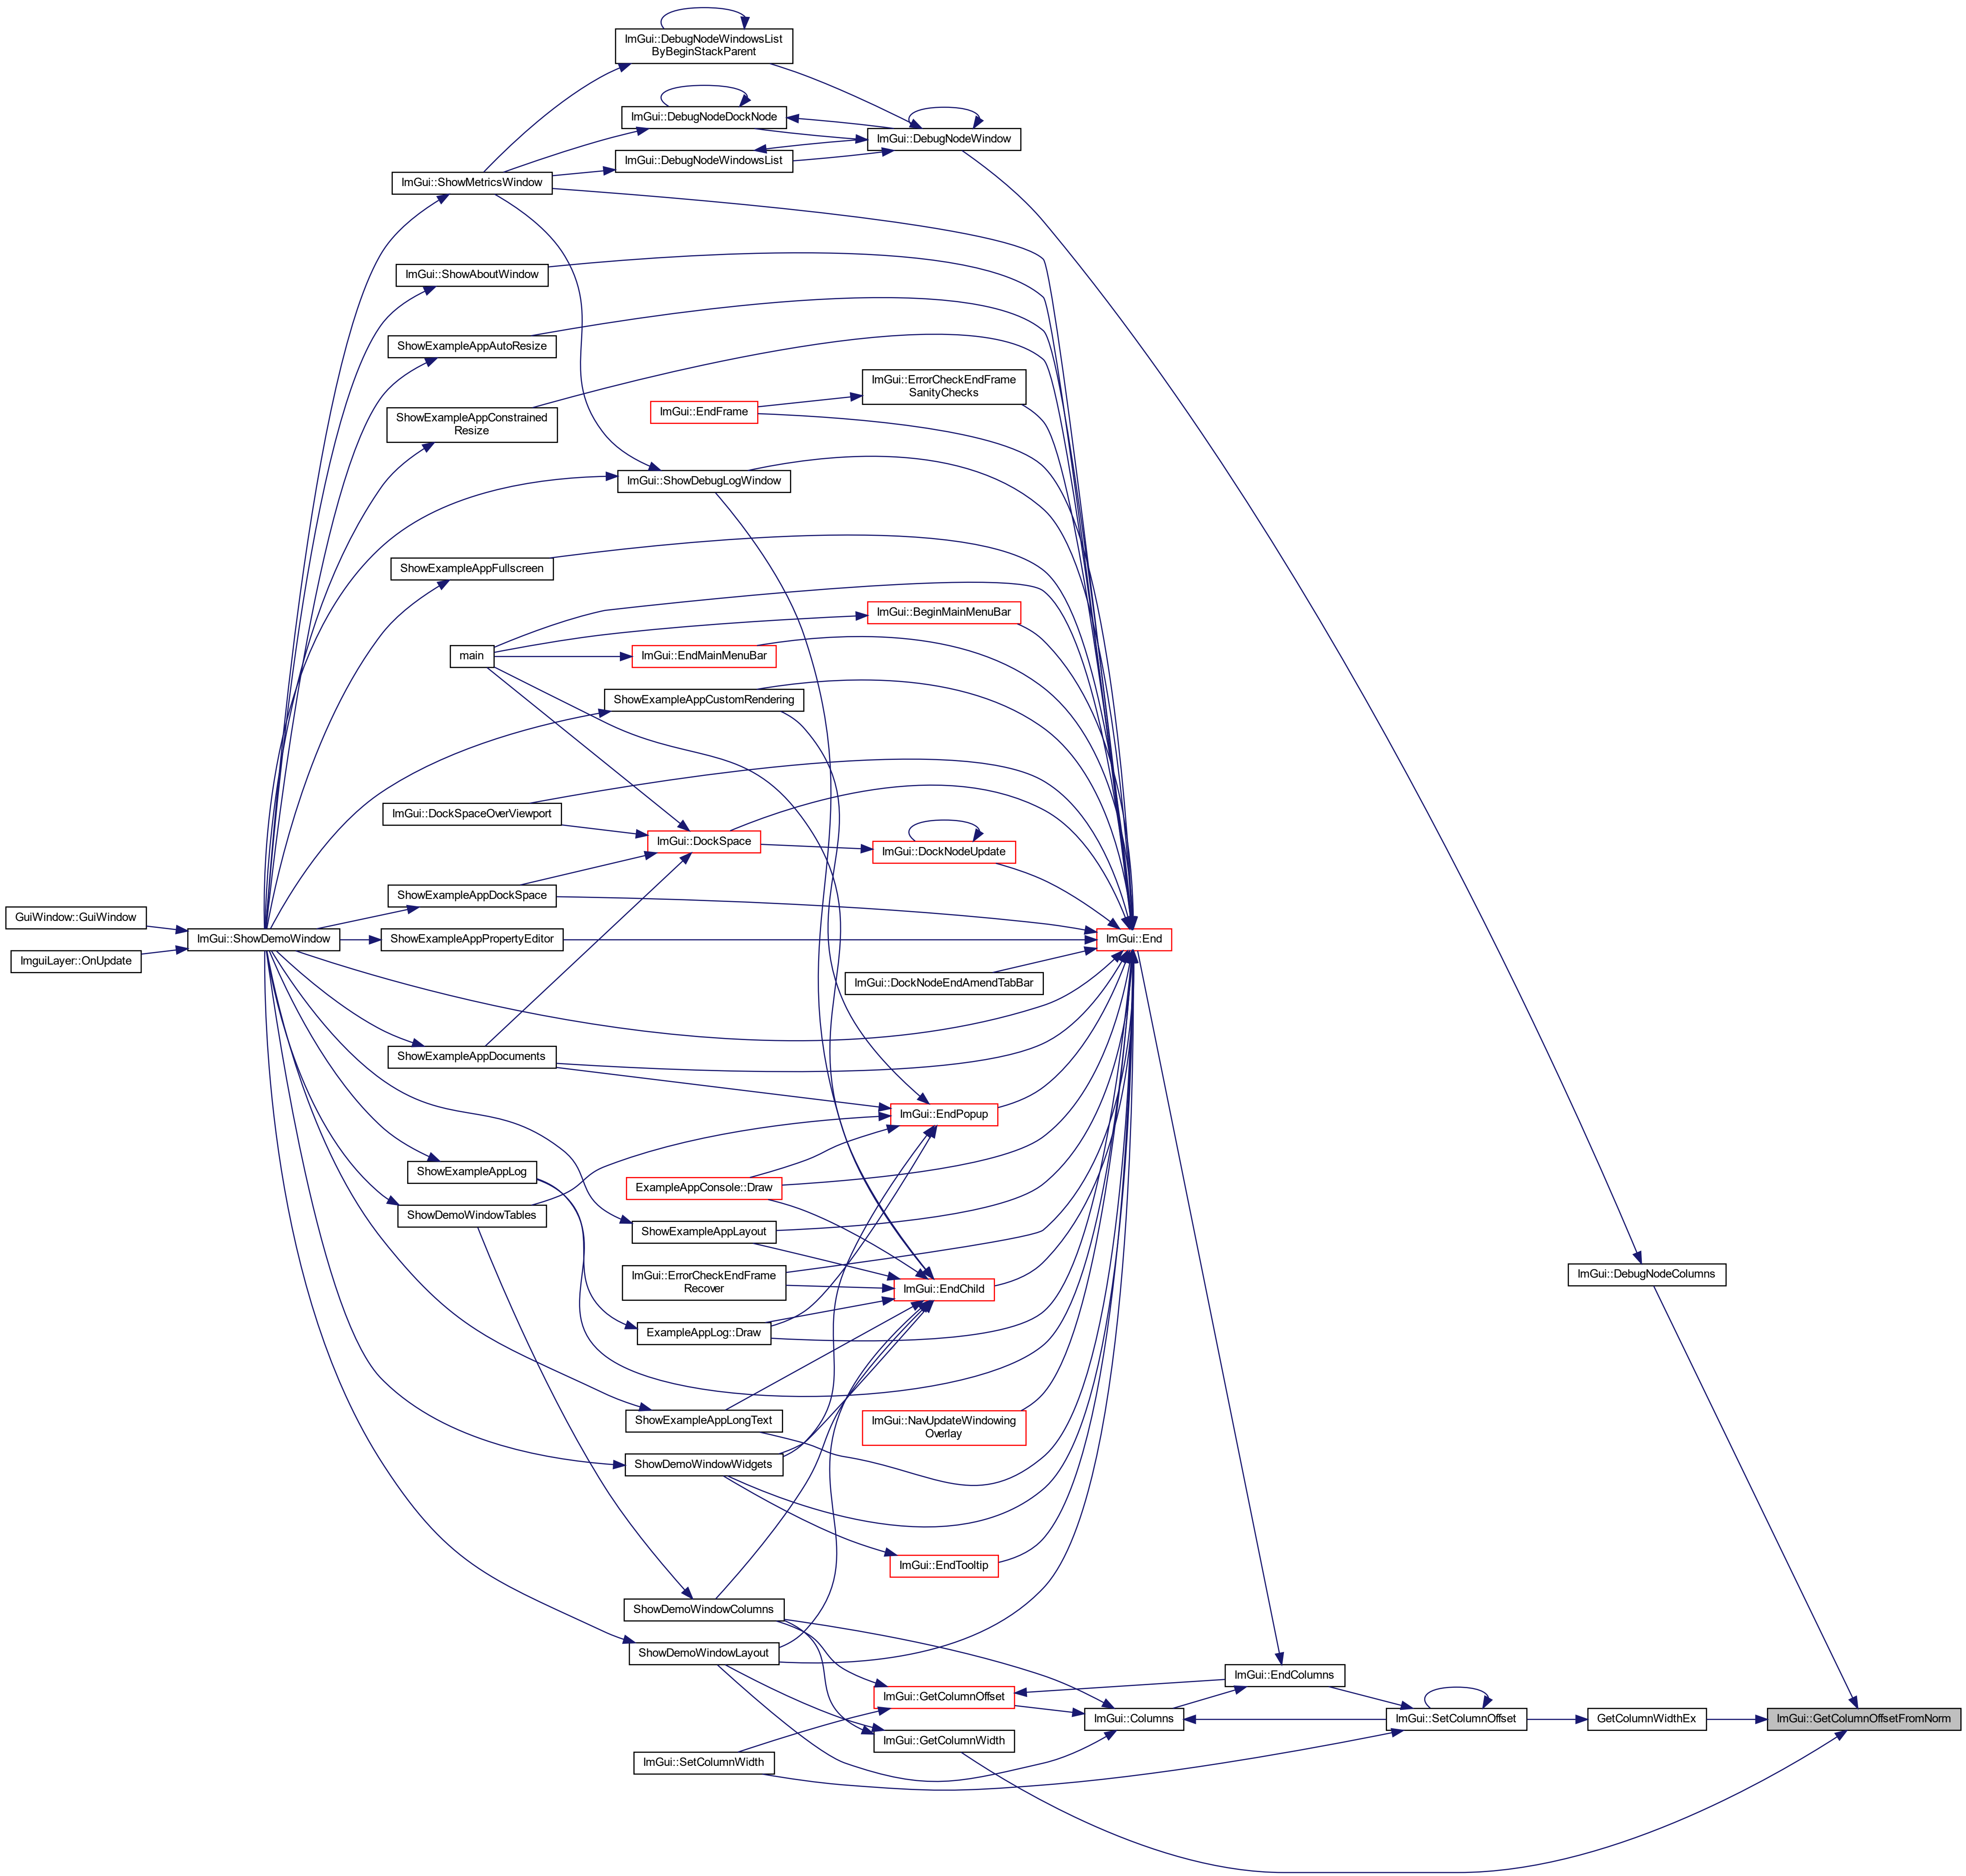 ImGui::DebugNodeWindowsList
ByBeginStackParent
ImGui::DebugNodeDockNode
ImGui::DebugNodeWindow
ImGui::DebugNodeWindowsList
ImGui::ShowMetricsWindow
ImGui::ShowAboutWindow
ShowExampleAppAutoResize
ImGui::ErrorCheckEndFrame
SanityChecks
ImGui::EndFrame
ShowExampleAppConstrained
Resize
ImGui::ShowDebugLogWindow
ShowExampleAppFullscreen
ImGui::BeginMainMenuBar
main
ImGui::EndMainMenuBar
ShowExampleAppCustomRendering
ImGui::DockSpaceOverViewport
ImGui::DockSpace
ImGui::DockNodeUpdate
ShowExampleAppDockSpace
GuiWindow::GuiWindow
ImGui::ShowDemoWindow
ShowExampleAppPropertyEditor
ImGui::End
ImguiLayer::OnUpdate
ImGui::DockNodeEndAmendTabBar
ShowExampleAppDocuments
ImGui::EndPopup
ShowExampleAppLog
ExampleAppConsole::Draw
ShowDemoWindowTables
ShowExampleAppLayout
ImGui::ErrorCheckEndFrame
Recover
ImGui::EndChild
ImGui::DebugNodeColumns
ExampleAppLog::Draw
ShowExampleAppLongText
ImGui::NavUpdateWindowing
Overlay
ShowDemoWindowWidgets
ImGui::EndTooltip
ShowDemoWindowColumns
ShowDemoWindowLayout
ImGui::EndColumns
ImGui::GetColumnOffset
ImGui::Columns
ImGui::SetColumnOffset
GetColumnWidthEx
ImGui::GetColumnOffsetFromNorm
ImGui::GetColumnWidth
ImGui::SetColumnWidth